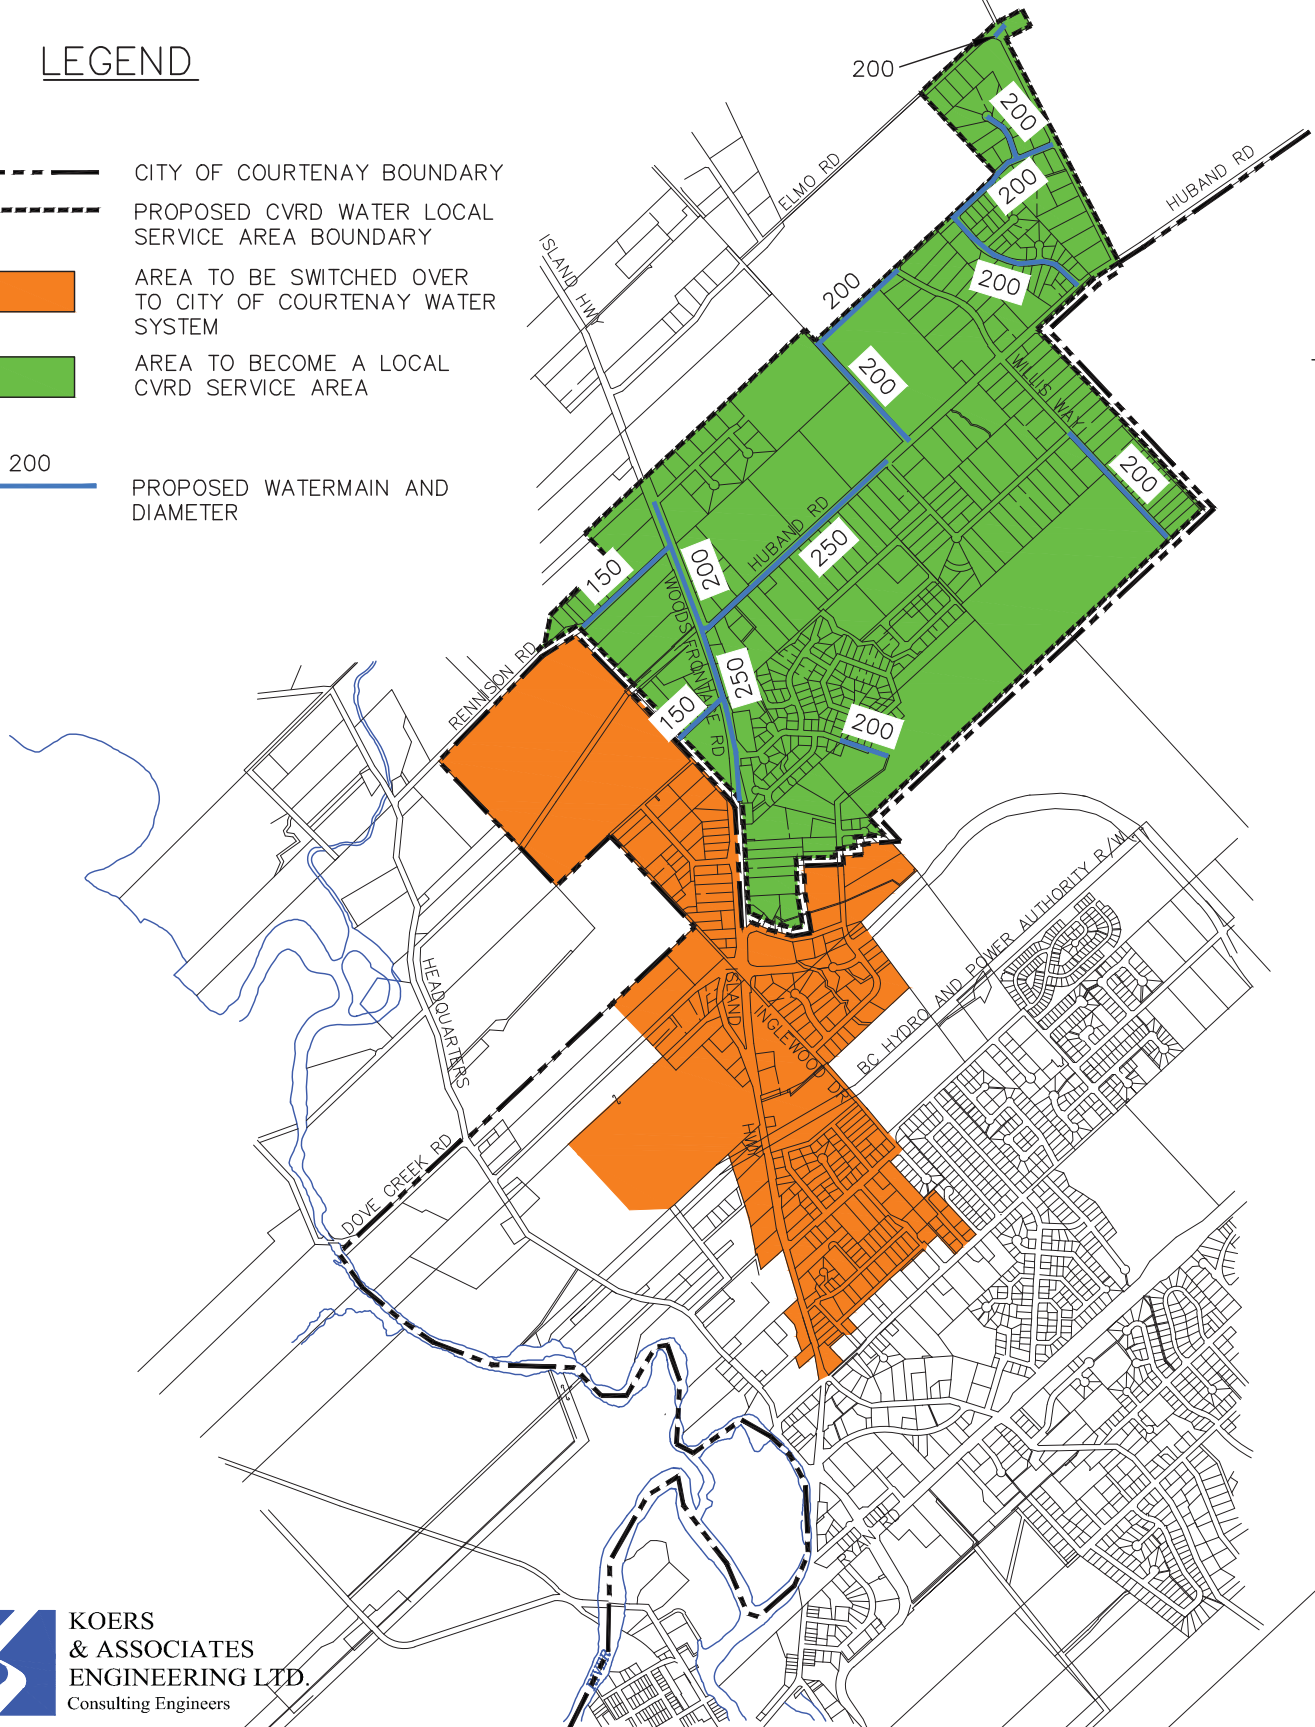 LEGEND
CITY OF COURTENAY BOUNDARY
PROPOSED CVRD WATER LOCAL
SERVICE AREA BOUNDARY
AREA TO BE SWITCHED OVER
TO CITY OF COURTENAY WATER
SYSTEM
AREA TO BECOME A LOCAL
CVRD SERVICE AREA
200
PROPOSED WATERMAIN AND
DIAMETER
200
200
200
200
HUBAND RD
ELMO RD
ISLAND HWY
200
200
WILLIS WAY
200
HUBAND RD
250
200
150
WOODS FRONTAGE RD
250
150
200
RENNISON RD
BC HYDRO AND POWER AUTHORITY R/W
HEADQUARTERS
ISLAND
HWY
INGLEWOOD DR
DOVE CREEK RD
RYAN
RIVER
KOERS
& ASSOCIATES
ENGINEERING LTD.
Consulting Engineers